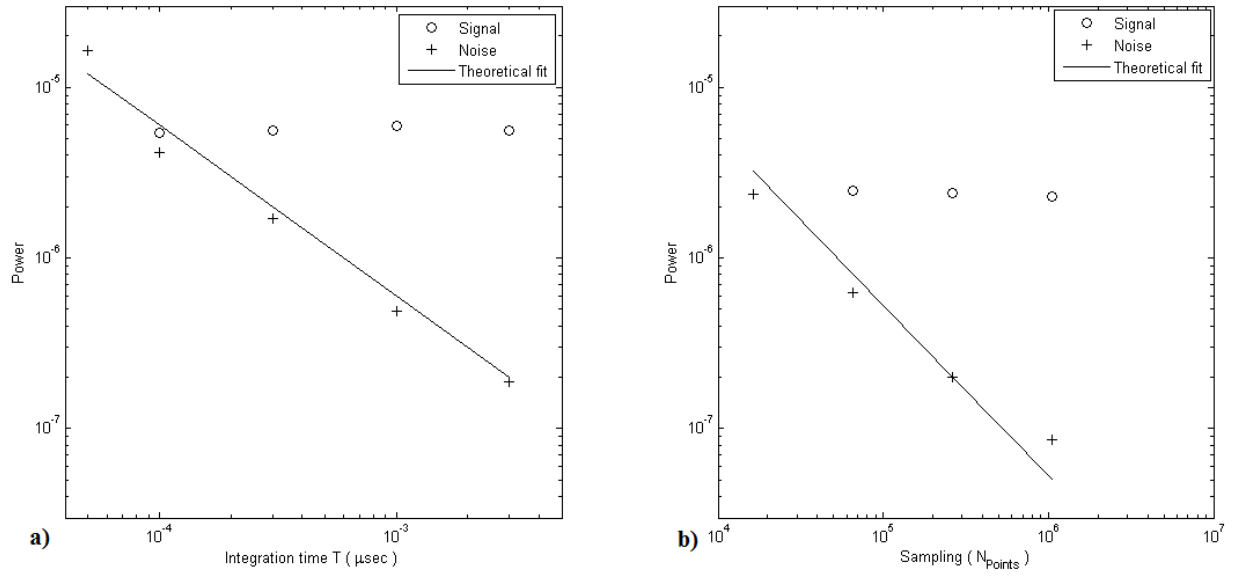 Signal
Noise
Theoretical fit
10^-5
10^-6
10^-7
Power
10^-4
10^-3
Integration time T ( μsec )
a)
Signal
Noise
Theoretical fit
10^-5
10^-6
10^-7
Power
10^4
10^5
10^6
10^7
Sampling ( N_Points )
b)